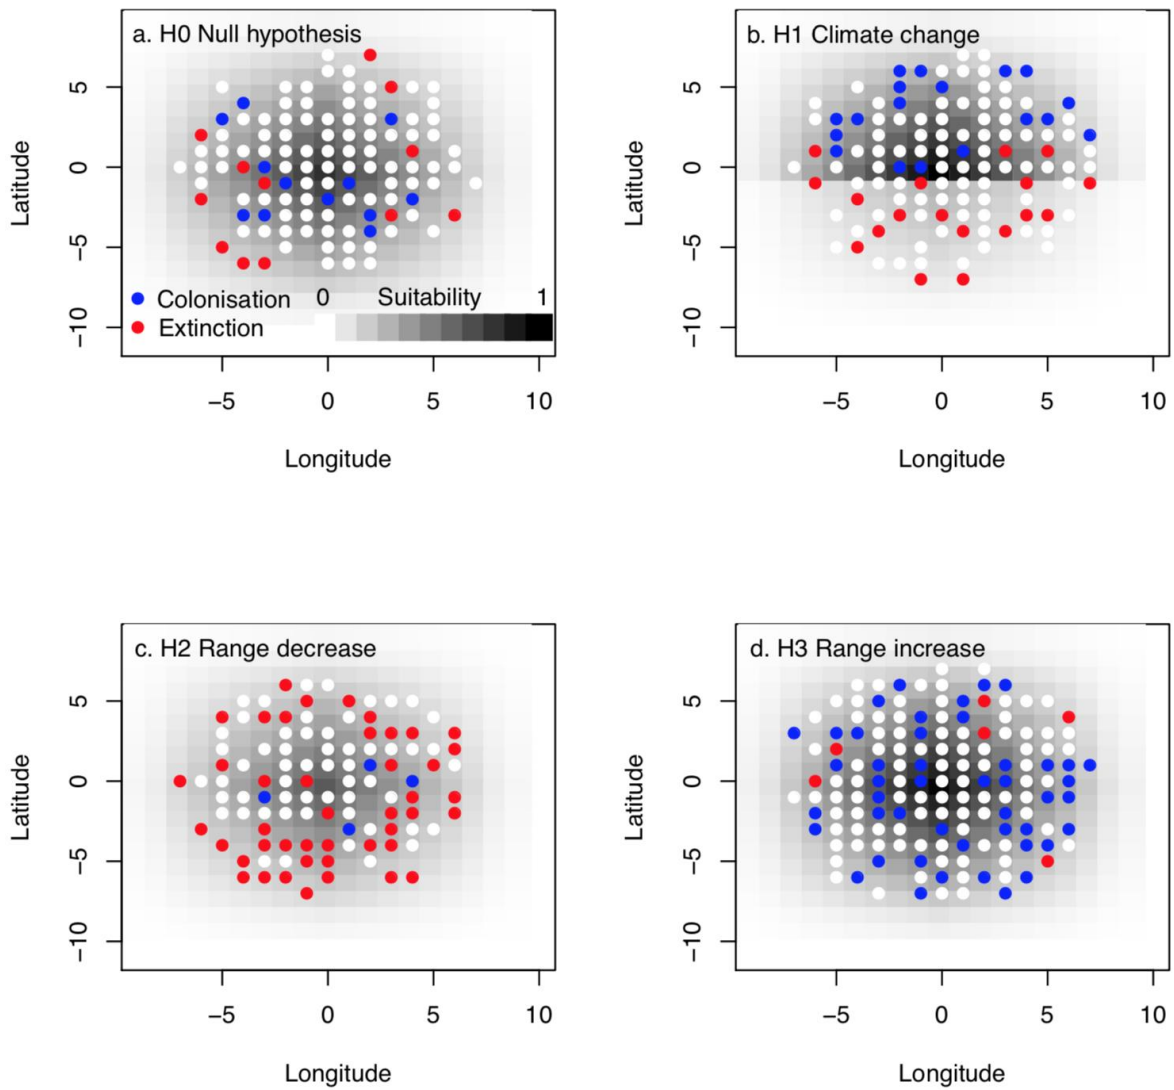 a. H0 Null hypothesis
Latitude
5
0
−5
−10
Colonisation
0 Suitability 1
Extinction
−5 0 5 10
Longitude
b. H1 Climate change
Latitude
5
0
−5
−10
−5 0 5 10
Longitude
c. H2 Range decrease
Latitude
5
0
−5
−10
−5 0 5 10
Longitude
d. H3 Range increase
Latitude
5
0
−5
−10
−5 0 5 10
Longitude